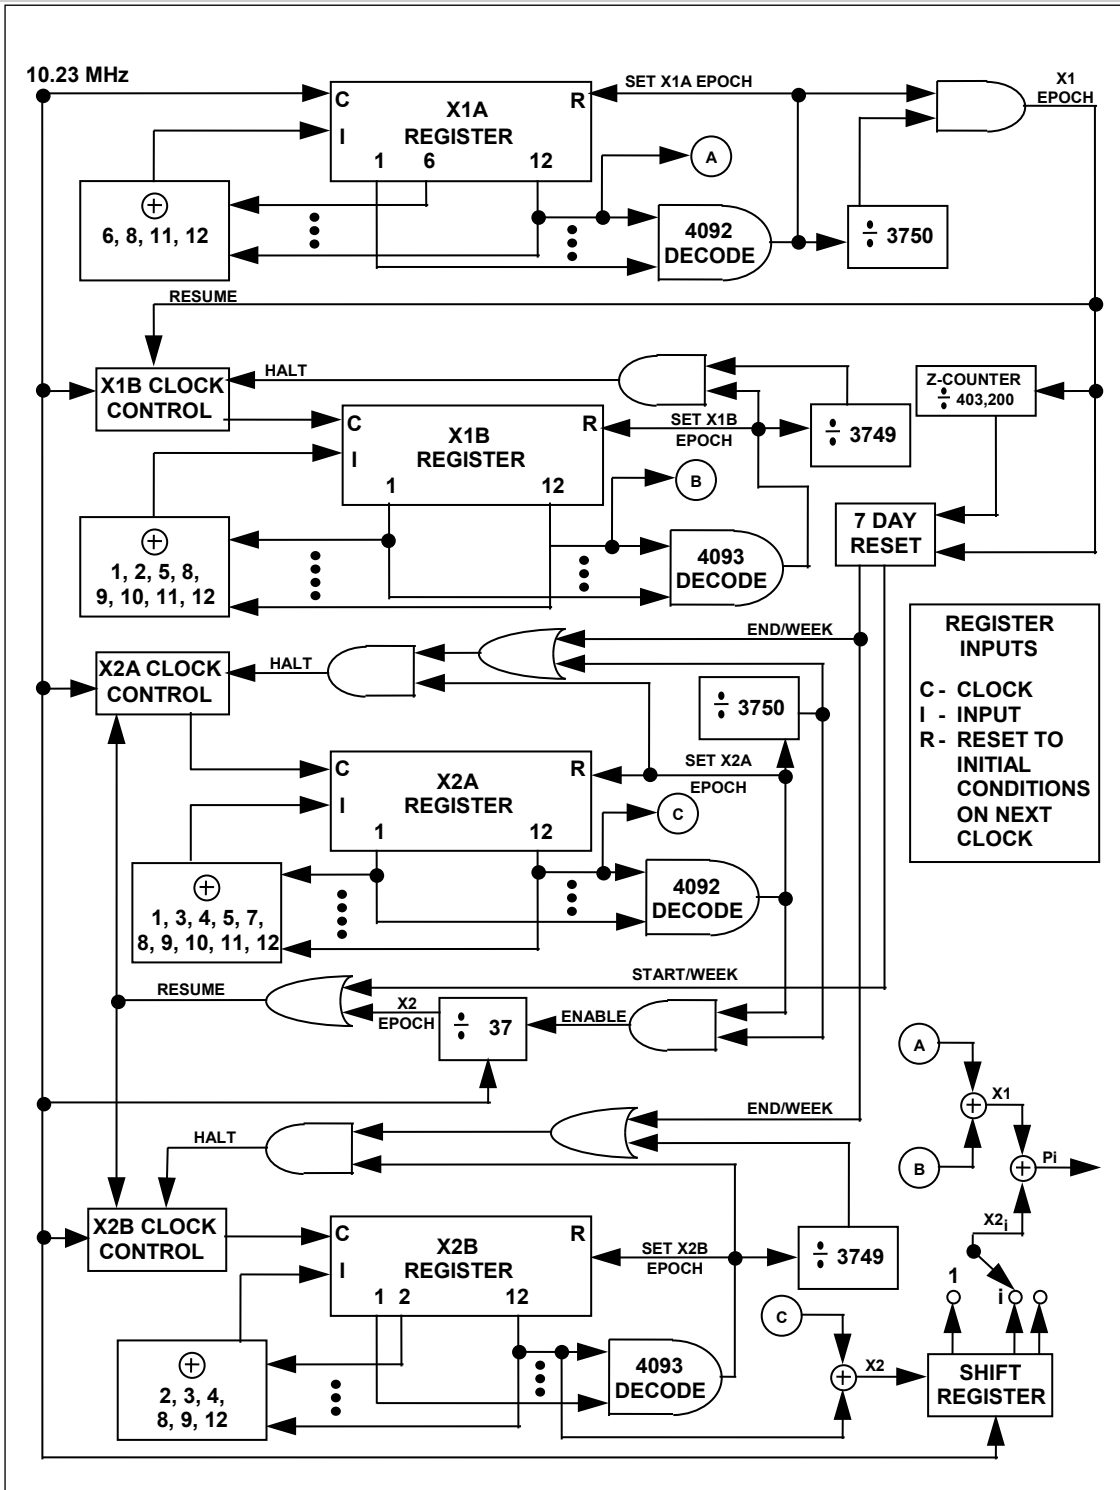 10.23 MHz
C
R
X1A
REGISTER
I
1 6 12
SET X1A EPOCH
X1
EPOCH
A
6, 8, 11, 12
4092
DECODE
÷ 3750
RESUME
X1B CLOCK
CONTROL
HALT
Z-COUNTER
÷ 403,200
C
R
X1B
REGISTER
I
1 12
SET X1B
EPOCH
÷ 3749
B
7 DAY
RESET
1, 2, 5, 8,
9, 10, 11, 12
4093
DECODE
END/WEEK
REGISTER
INPUTS
C - CLOCK
I - INPUT
R - RESET TO
INITIAL
CONDITIONS
ON NEXT
CLOCK
X2A CLOCK
CONTROL
HALT
÷ 3750
C
R
X2A
REGISTER
I
1 12
SET X2A
EPOCH
C
1, 3, 4, 5, 7,
8, 9, 10, 11, 12
4092
DECODE
START/WEEK
RESUME
X2
EPOCH
÷ 37
ENABLE
A
X1
B
Pi
X2i
END/WEEK
HALT
X2B CLOCK
CONTROL
C
R
X2B
REGISTER
I
1 2 12
SET X2B
EPOCH
÷ 3749
1
i
C
2, 3, 4,
8, 9, 12
4093
DECODE
X2
SHIFT
REGISTER